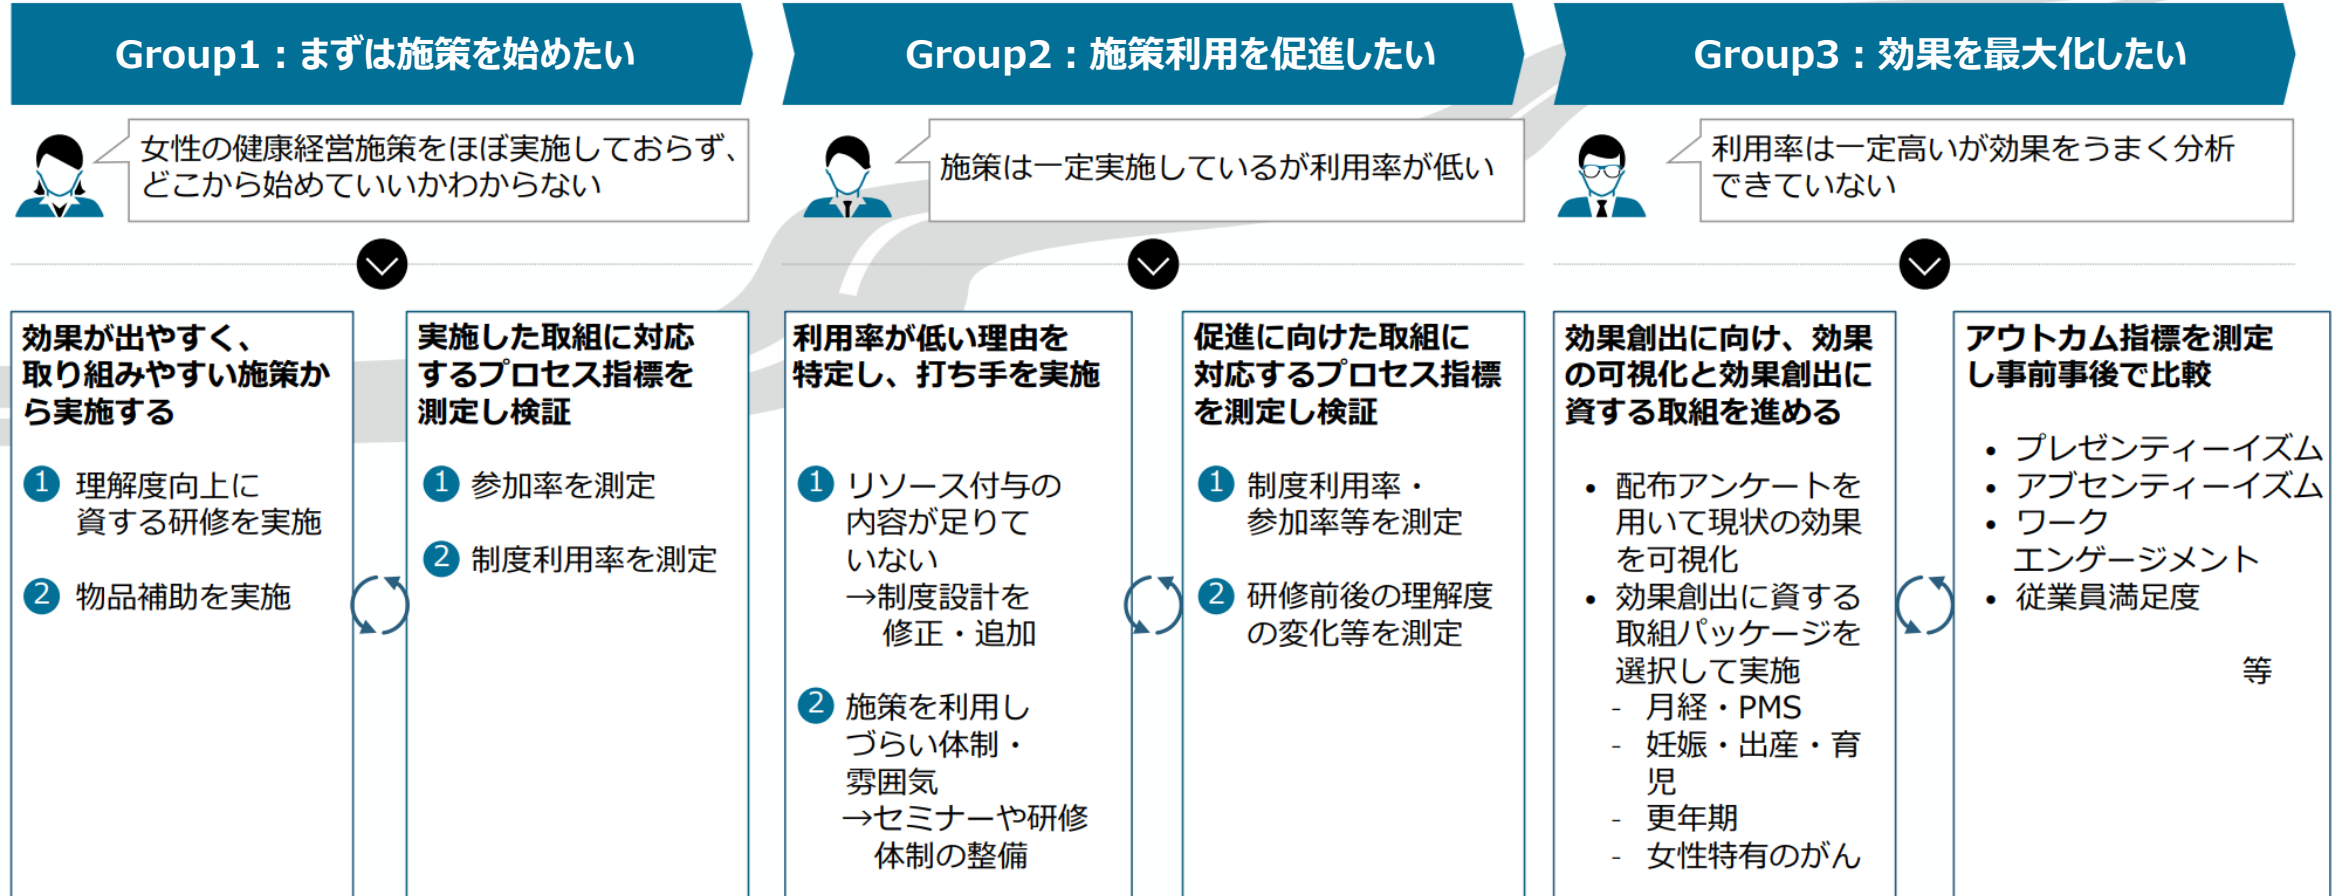 Group1：まずは施策を始めたい
女性の健康経営施策をほぼ実施しておらず、
どこから始めていいかわからない
効果が出やすく、
取り組みやすい施策か
ら実施する
1 理解度向上に
資する研修を実施
2 物品補助を実施
実施した取組に対応
するプロセス指標を
測定し検証
1 参加率を測定
2 制度利用率を測定
Group2：施策利用を促進したい
施策は一定実施しているが利用率が低い
利用率が低い理由を
特定し、打ち手を実施
1 リソース付与の
内容が足りて
いない
→制度設計を
修正・追加
2 施策を利用し
づらい体制・
雰囲気
→セミナーや研修
体制の整備
促進に向けた取組に
対応するプロセス指標
を測定し検証
1 制度利用率・
参加率等を測定
2 研修前後の理解度
の変化等を測定
Group3：効果を最大化したい
利用率は一定高いが効果をうまく分析
できていない
効果創出に向け、効果
の可視化と効果創出に
資する取組を進める
• 配布アンケートを
用いて現状の効果
を可視化
• 効果創出に資する
取組パッケージを
選択して実施
- 月経・PMS
- 妊娠・出産・育
児
- 更年期
- 女性特有のがん
アウトカム指標を測定
し事前事後で比較
• プレゼンティーイズム
• アブセンティーイズム
• ワーク
エンゲージメント
• 従業員満足度
等